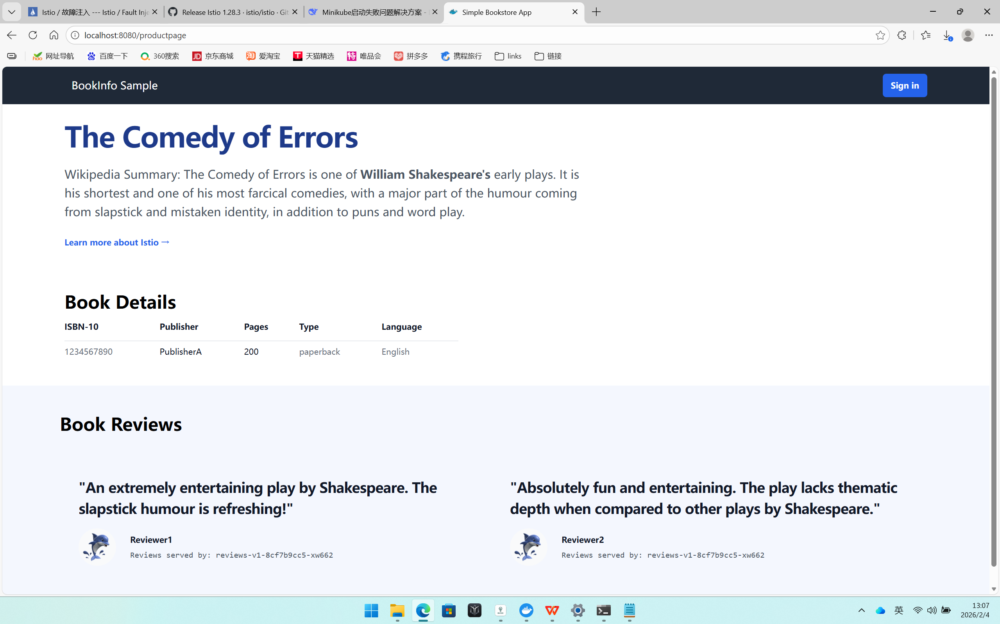 Istio / 故障注入 --- Istio / Fault Inje
Release Istio 1.28.3 · istio/istio · Git
Minikube启动失败问题解决方案 -
Simple Bookstore App
localhost:8080/productpage
网址导航
百度一下
360搜索
京东商城
爱淘宝
天猫精选
唯品会
拼多多
携程旅行
links
链接
BookInfo Sample
Sign in
The Comedy of Errors
Wikipedia Summary: The Comedy of Errors is one of William Shakespeare's early plays. It is
his shortest and one of his most farcical comedies, with a major part of the humour coming
from slapstick and mistaken identity, in addition to puns and word play.
Learn more about Istio →
Book Details
ISBN-10 Publisher Pages Type Language
1234567890 PublisherA 200 paperback English
Book Reviews
"An extremely entertaining play by Shakespeare. The
slapstick humour is refreshing!"
Reviewer1
Reviews served by: reviews-v1-8cf7b9cc5-xw662
"Absolutely fun and entertaining. The play lacks thematic
depth when compared to other plays by Shakespeare."
Reviewer2
Reviews served by: reviews-v1-8cf7b9cc5-xw662
英
13:07
2026/2/4